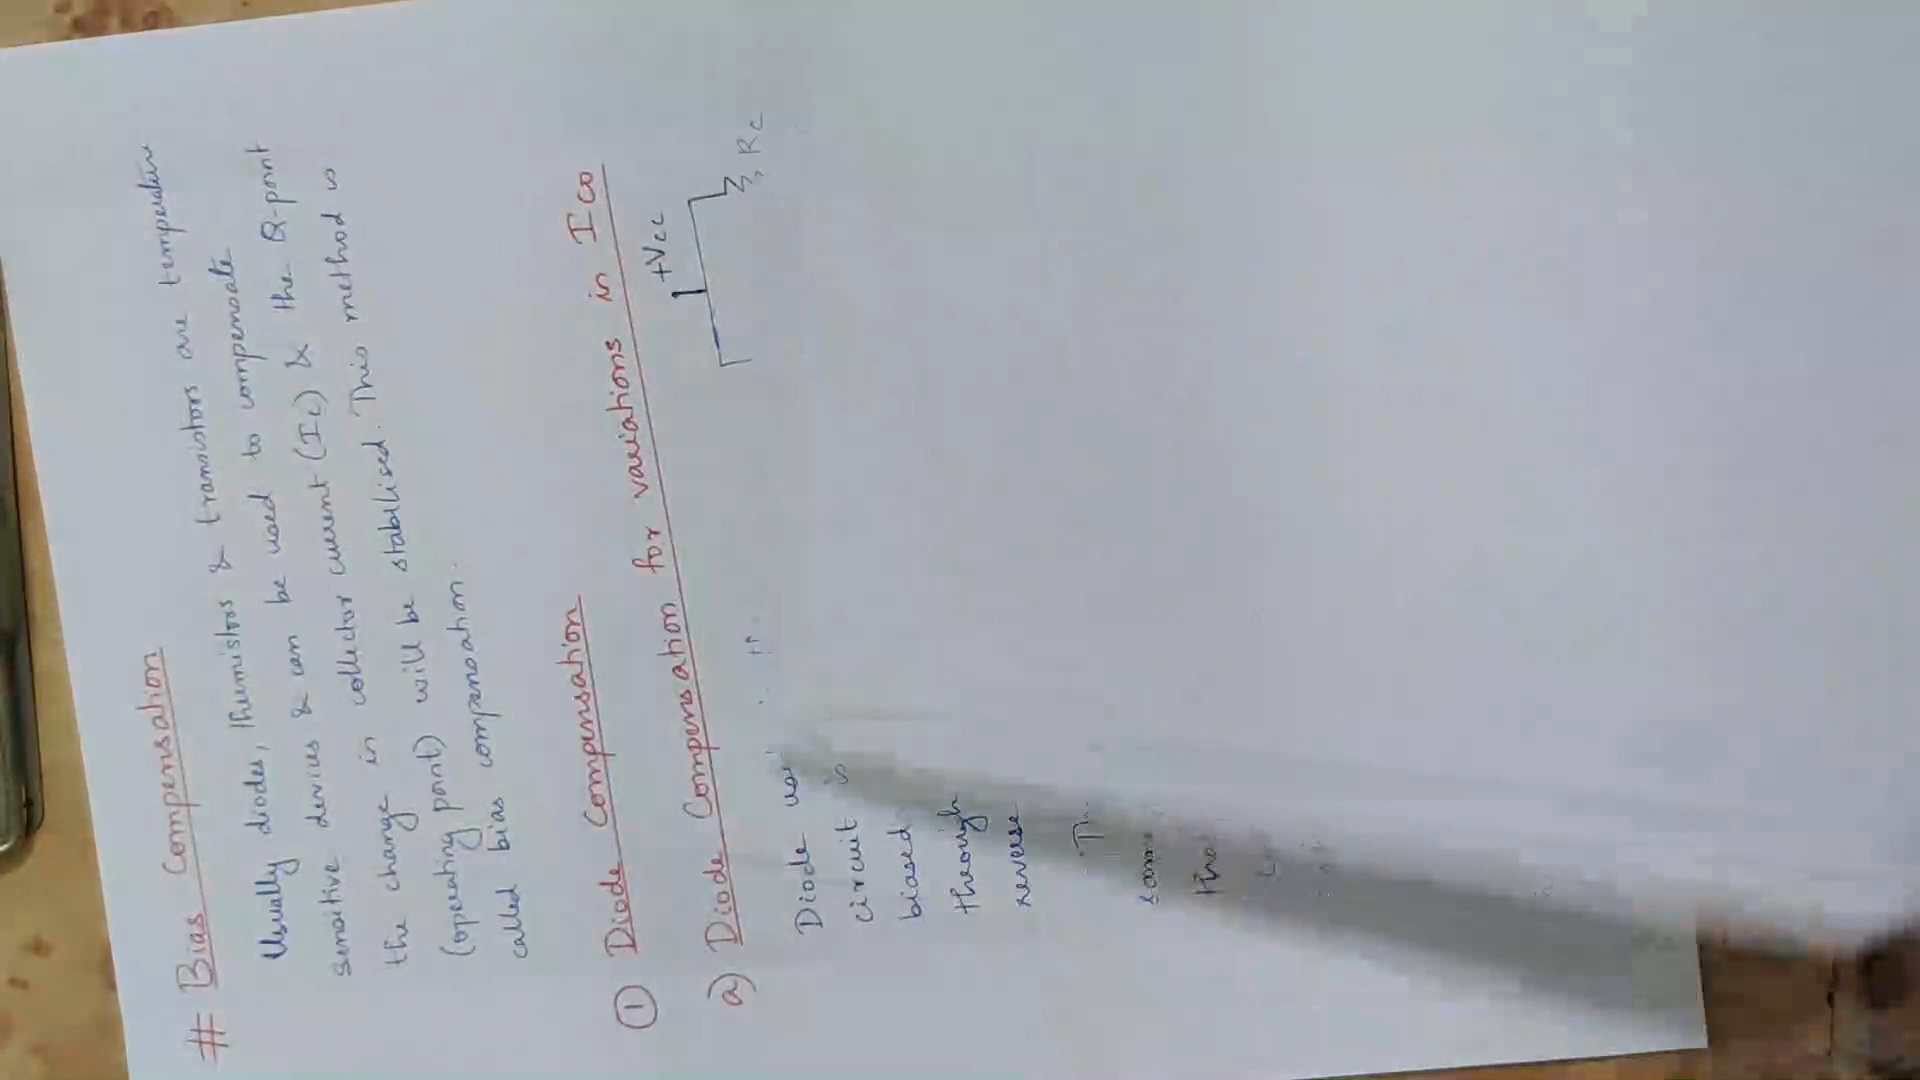 # Bias Compensation
Usually diodes, thermistors & transistors are temperature
sensitive devices & can be used to compensate
the change in collector current (Ic) & the Q-point
(operating point) will be stabilised. This method is
called bias compensation.
① Diode Compensation
a) Diode Compensation for variations in Ico
+Vcc
Rc
Diode
circuit is
biased
through
reverse
same